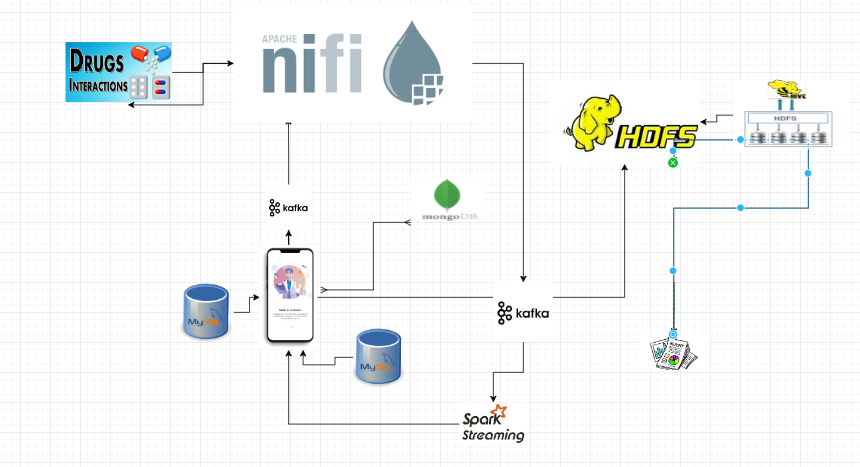 DRUGS
INTERACTIONS
APACHE
nifi
HDFS
HIVE
HDFS
kafka
mongoDB.
MySQL
kafka
MySQL
Spark
Streaming